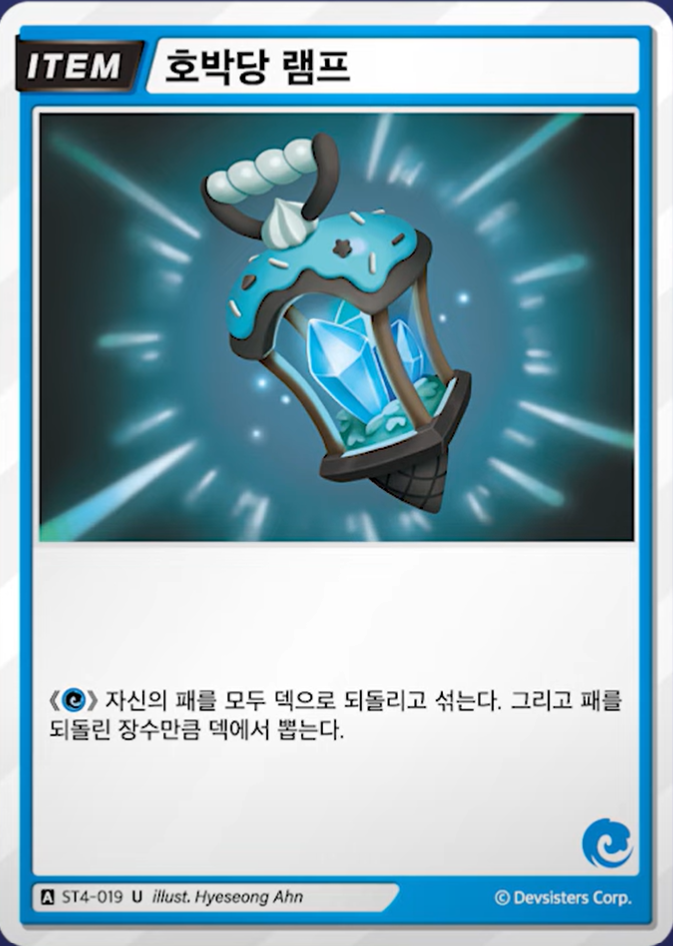 ITEM
호박당 램프
《》 자신의 패를 모두 덱으로 되돌리고 섞는다. 그리고 패를
되돌린 장수만큼 덱에서 뽑는다.
A ST4-019 U illust. Hyeseong Ahn
© Devsisters Corp.